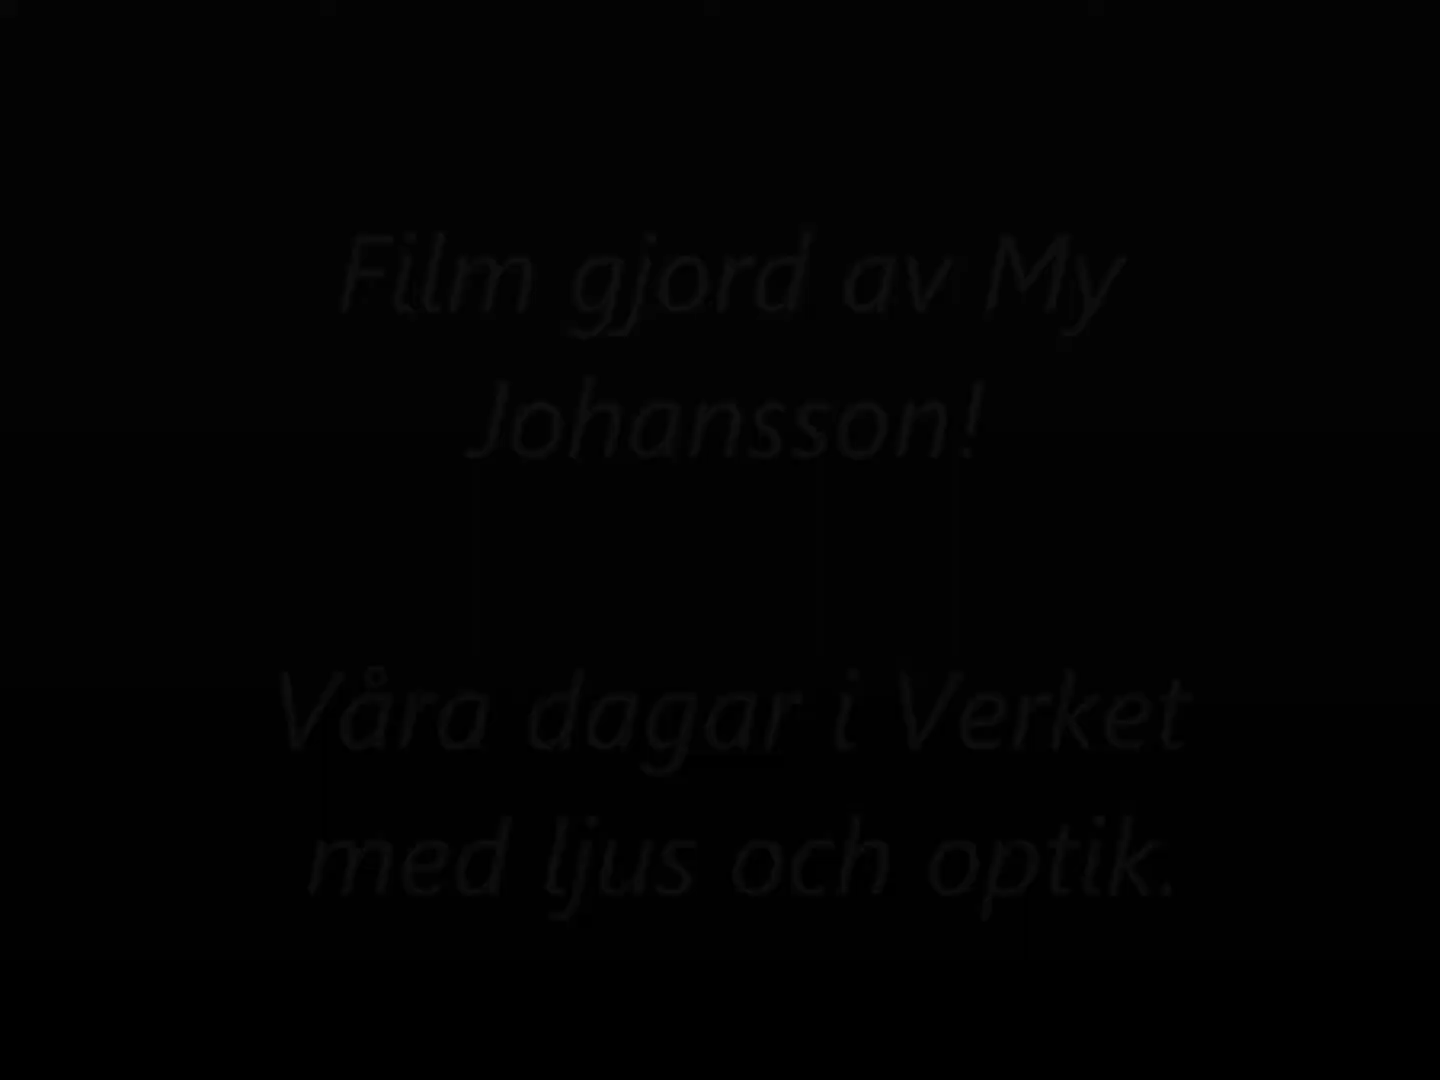 Film gjord av My
Johansson!
Våra dagar i Verket
med ljus och optik.